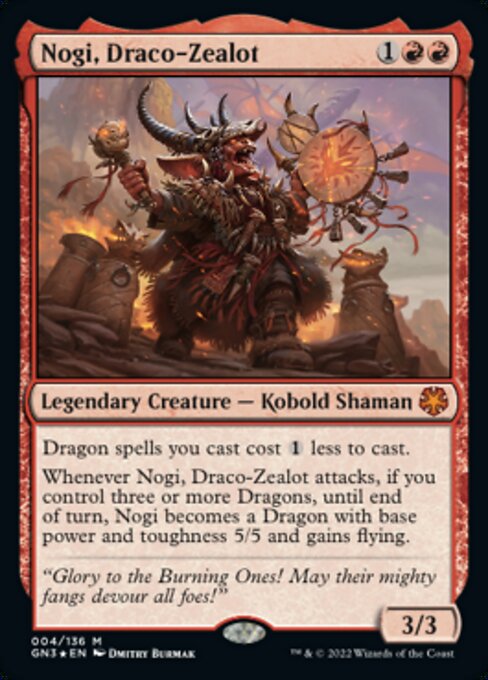 Nogi, Draco-Zealot 1
Legendary Creature — Kobold Shaman
Dragon spells you cast cost 1 less to cast.
Whenever Nogi, Draco-Zealot attacks, if you
control three or more Dragons, until end
of turn, Nogi becomes a Dragon with base
power and toughness 5/5 and gains flying.
“Glory to the Burning Ones! May their mighty
fangs devour all foes!”
3/3
004/136 M
GN3★EN Dmitry Burmak
™ & © 2022 Wizards of the Coast